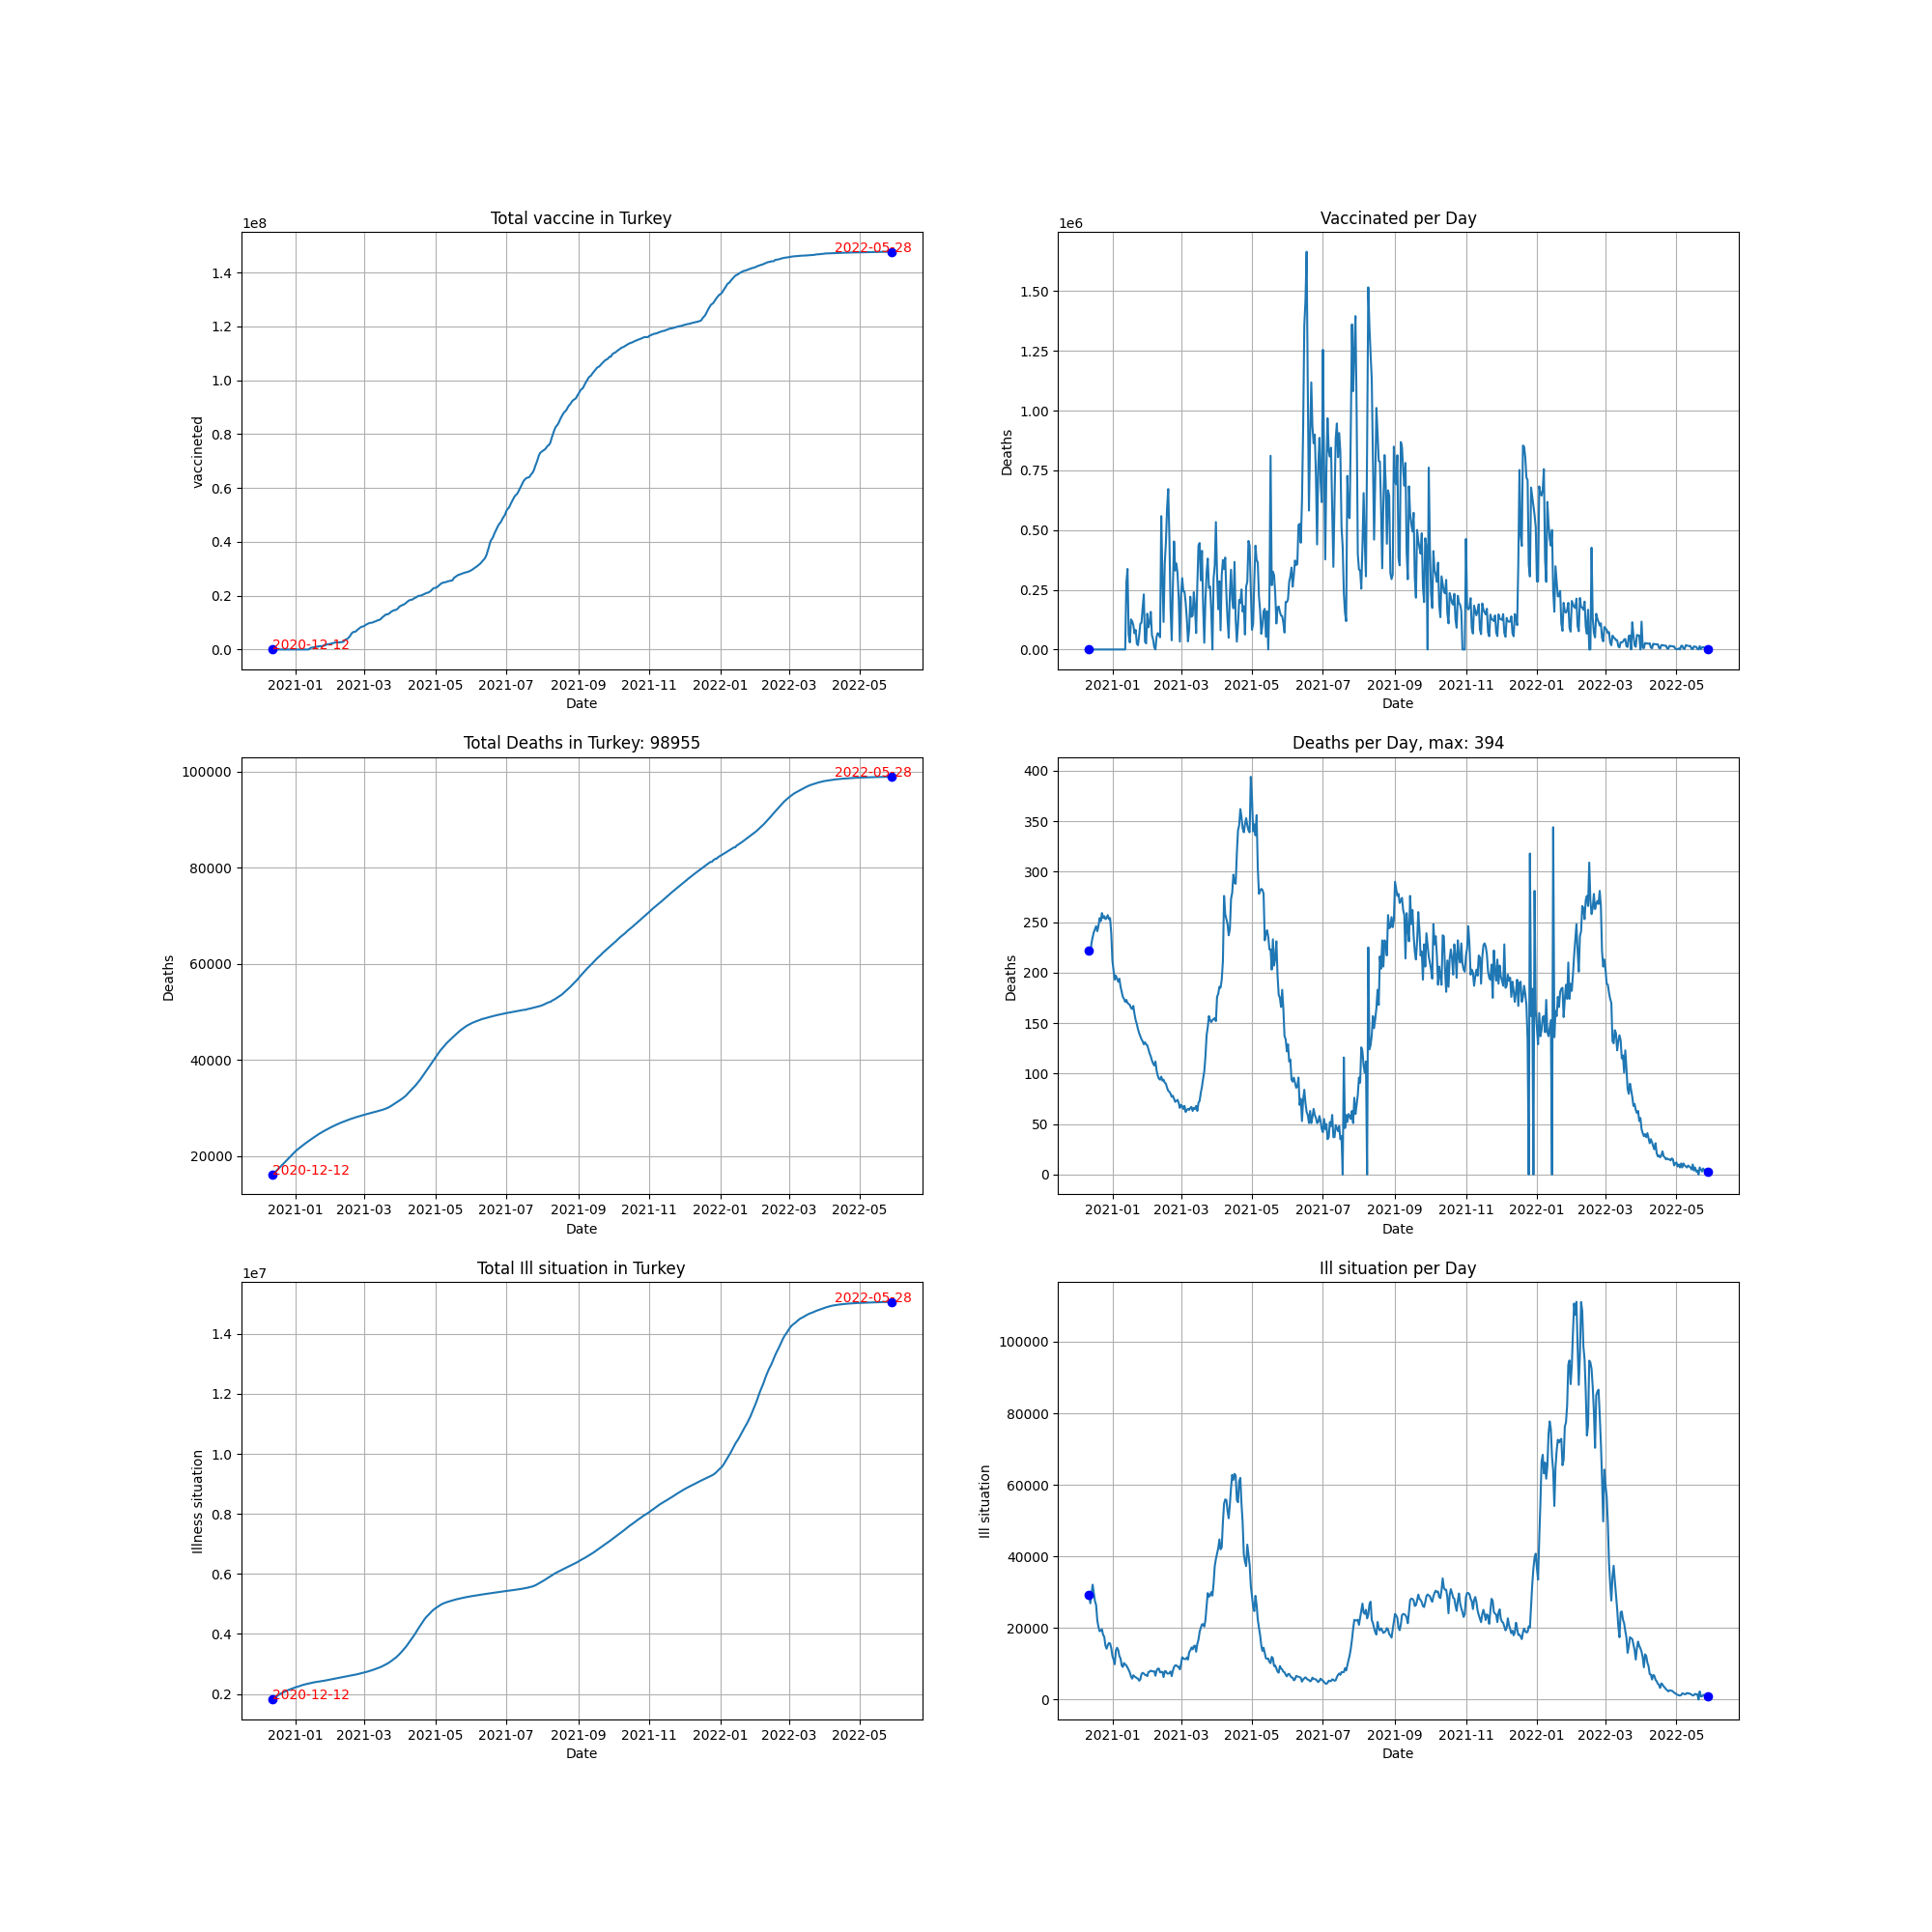 Total vaccine in Turkey
1e8
vaccineted
1.4
1.2
1.0
0.8
0.6
0.4
0.2
0.0
2020-12-12
2022-05-28
2021-01 2021-03 2021-05 2021-07 2021-09 2021-11 2022-01 2022-03 2022-05
Date
Vaccinated per Day
1e6
Deaths
1.50
1.25
1.00
0.75
0.50
0.25
0.00
2021-01 2021-03 2021-05 2021-07 2021-09 2021-11 2022-01 2022-03 2022-05
Date
Total Deaths in Turkey: 98955
Deaths
100000
80000
60000
40000
20000
2020-12-12
2022-05-28
2021-01 2021-03 2021-05 2021-07 2021-09 2021-11 2022-01 2022-03 2022-05
Date
Deaths per Day, max: 394
Deaths
400
350
300
250
200
150
100
50
0
2021-01 2021-03 2021-05 2021-07 2021-09 2021-11 2022-01 2022-03 2022-05
Date
Total Ill situation in Turkey
1e7
Illness situation
1.4
1.2
1.0
0.8
0.6
0.4
0.2
2020-12-12
2022-05-28
2021-01 2021-03 2021-05 2021-07 2021-09 2021-11 2022-01 2022-03 2022-05
Date
Ill situation per Day
Ill situation
100000
80000
60000
40000
20000
0
2021-01 2021-03 2021-05 2021-07 2021-09 2021-11 2022-01 2022-03 2022-05
Date